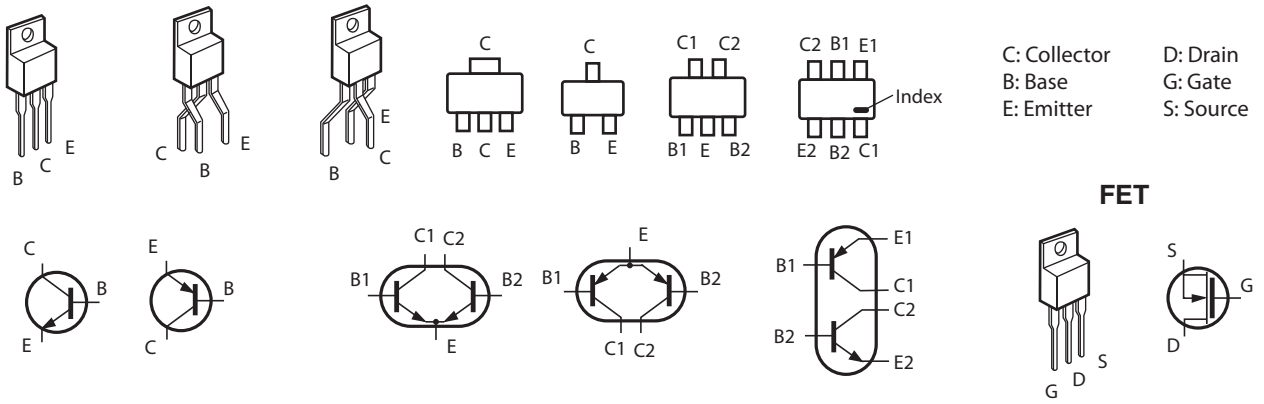 B C E
C B E
B E C
C
B C E
C
B E
C1 C2
B1 E B2
C2 B1 E1
Index
E2 B2 C1
C: Collector D: Drain
B: Base G: Gate
E: Emitter S: Source
FET
C
B
E
E
B
C
C1 C2
B1 B2
E
E
B1 B2
C1 C2
E1
B1
C1
C2
B2
E2
G D S
S
G
D